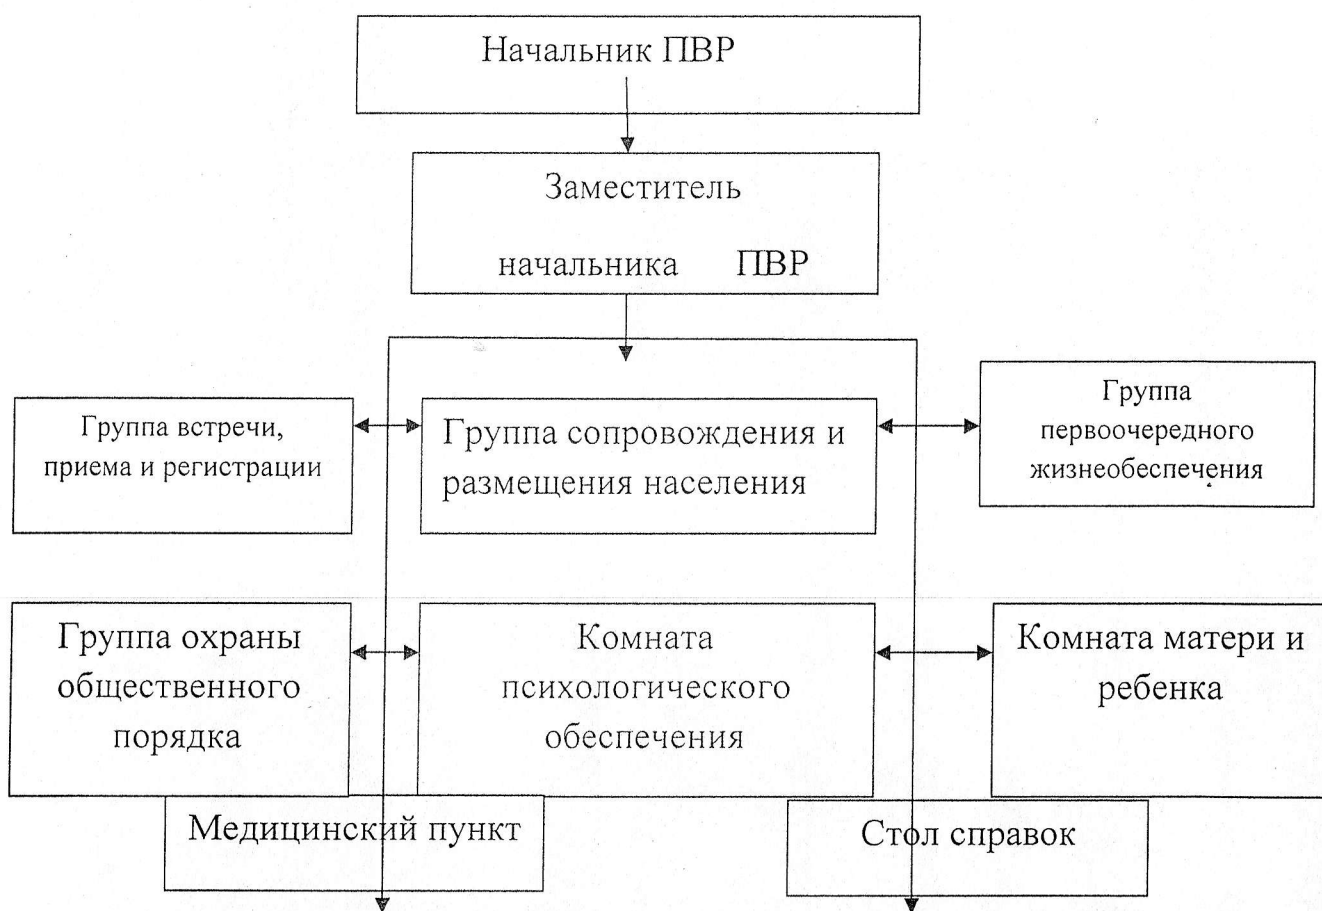 Начальник ПВР
Заместитель
начальника ПВР
Группа встречи,
приема и регистрации
Группа сопровождения и
размещения населения
Группа
первоочередного
жизнеобеспечения
Группа охраны
общественного
порядка
Комната
психологического
обеспечения
Комната матери и
ребенка
Медицинский пункт
Стол справок